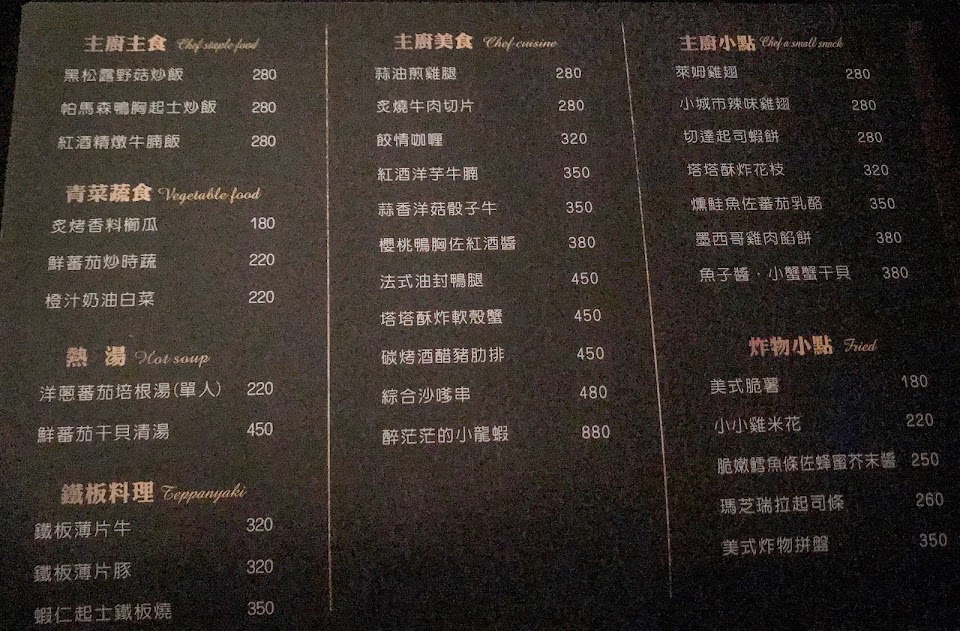 主廚主食 Chef staple food
黑松露野菇炒飯 280
帕馬森鴨胸起士炒飯 280
紅酒精燉牛腩飯 280
青菜蔬食 Vegetable food
炙烤香料櫛瓜 180
鮮蕃茄炒時蔬 220
橙汁奶油白菜 220
熱 湯 Hot soup
洋蔥蕃茄培根湯(單人) 220
鮮蕃茄干貝清湯 450
鐵板料理 Teppanyaki
鐵板薄片牛 320
鐵板薄片豚 320
蝦仁起士鐵板燒 350
主廚美食 Chef cuisine
蒜油煎雞腿 280
炙燒牛肉切片 280
餃情咖喱 320
紅酒洋芋牛腩 350
蒜香洋菇骰子牛 350
櫻桃鴨胸佐紅酒醬 380
法式油封鴨腿 450
塔塔酥炸軟殼蟹 450
碳烤酒醋豬肋排 450
綜合沙嗲串 480
醉茫茫的小龍蝦 880
主廚小點 Chef a small snack
萊姆雞翅 280
小城市辣味雞翅 280
切達起司蝦餅 280
塔塔酥炸花枝 320
燻鮭魚佐蕃茄乳酪 350
墨西哥雞肉餡餅 380
魚子醬·小蟹蟹干貝 380
炸物小點 Fried
美式脆薯 180
小小雞米花 220
脆嫩鱈魚條佐蜂蜜芥末醬 250
瑪芝瑞拉起司條 260
美式炸物拼盤 350